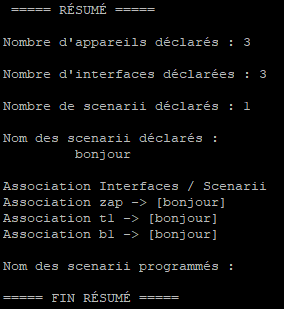 ===== RÉSUMÉ =====
Nombre d'appareils déclarés : 3
Nombre d'interfaces déclarées : 3
Nombre de scenarii déclarés : 1
Nom des scenarii déclarés :
bonjour
Association Interfaces / Scenarii
Association zap -> [bonjour]
Association t1 -> [bonjour]
Association b1 -> [bonjour]
Nom des scenarii programmés :
===== FIN RÉSUMÉ =====